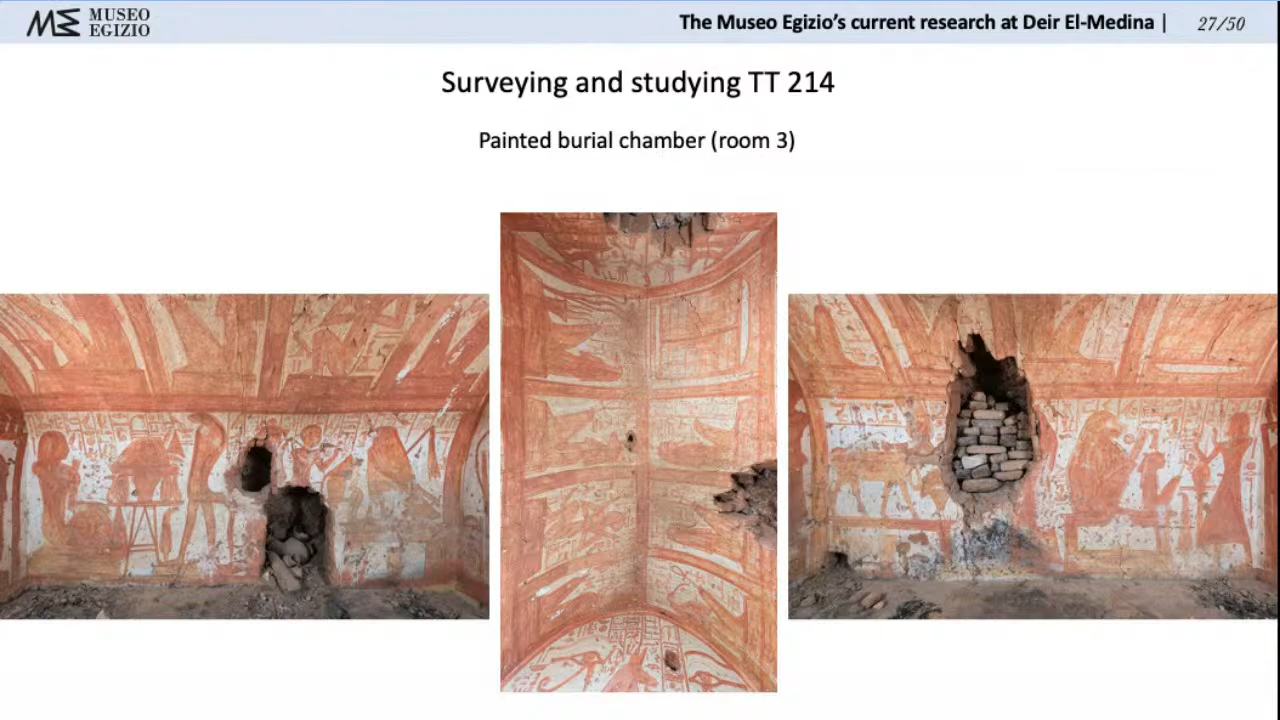 MUSEO
EGIZIO
The Museo Egizio’s current research at Deir El-Medina |
27/50
Surveying and studying TT 214
Painted burial chamber (room 3)